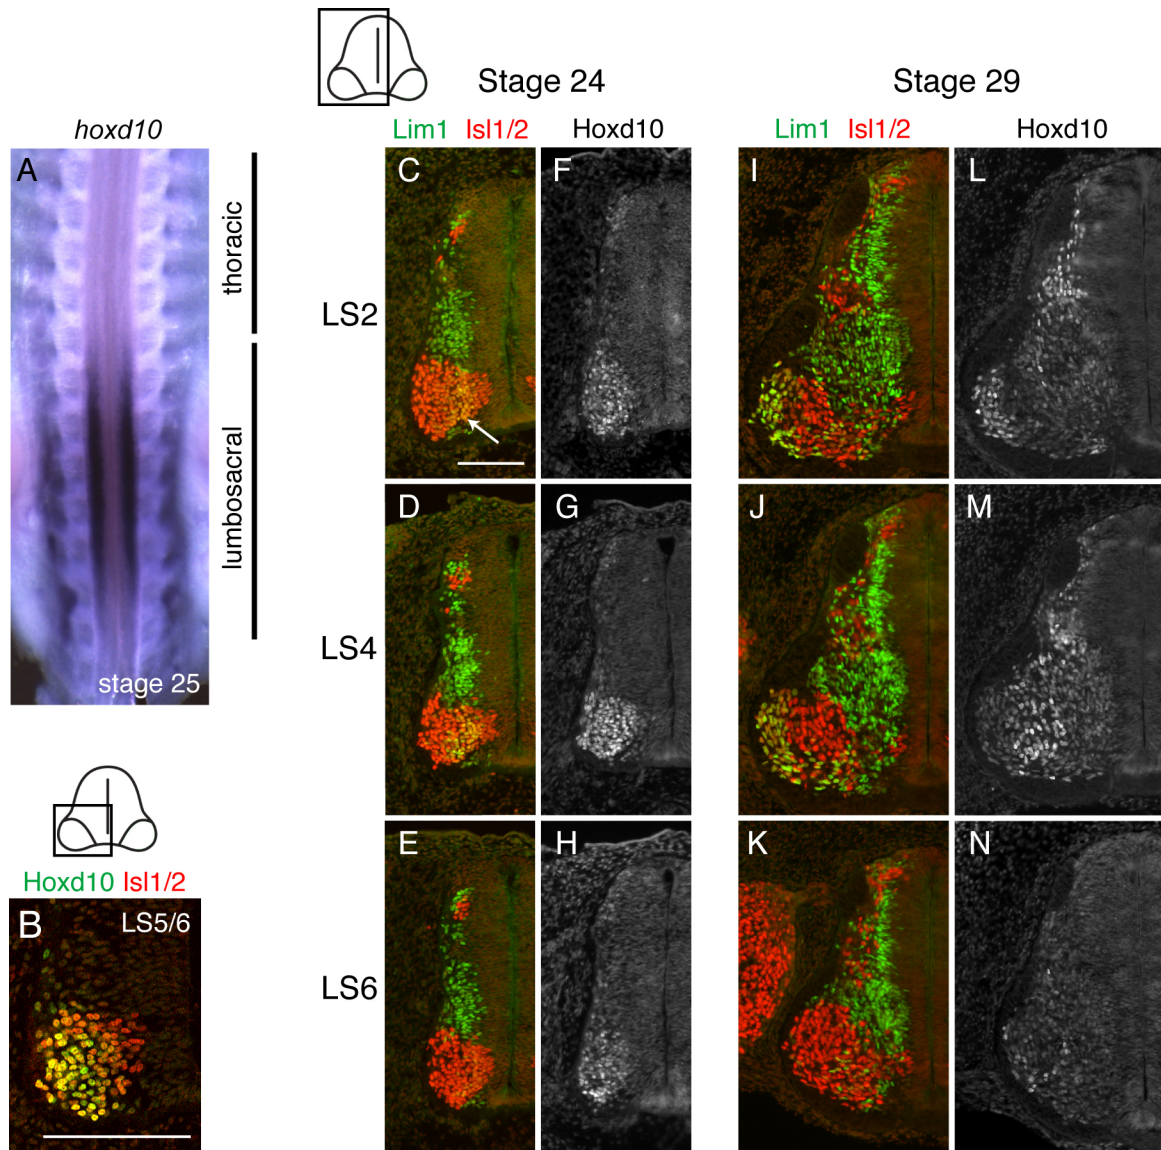 Stage 24
Stage 29
hoxd10
Lim1 Isl1/2
Hoxd10
Lim1 Isl1/2
Hoxd10
A
thoracic
lumbosacral
stage 25
C
F
I
L
LS2
D
G
J
M
LS4
E
H
K
N
LS6
Hoxd10 Isl1/2
B
LS5/6